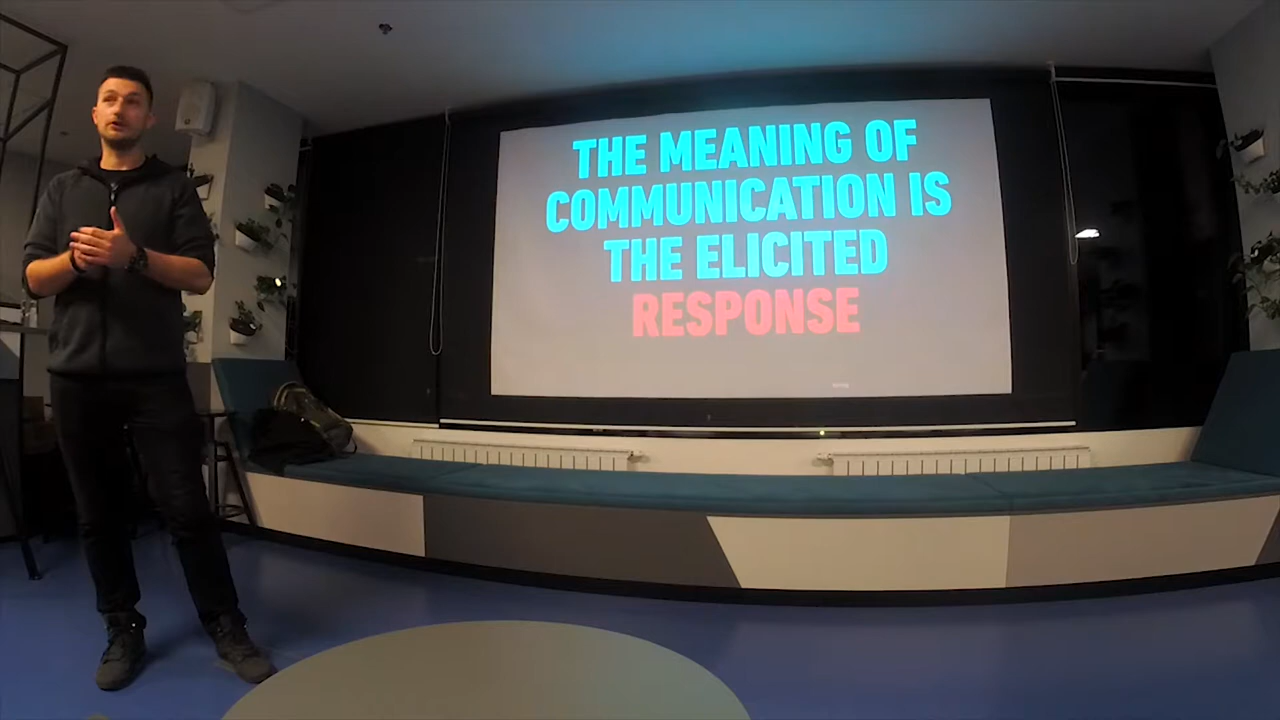 THE MEANING OF
COMMUNICATION IS
THE ELICITED
RESPONSE